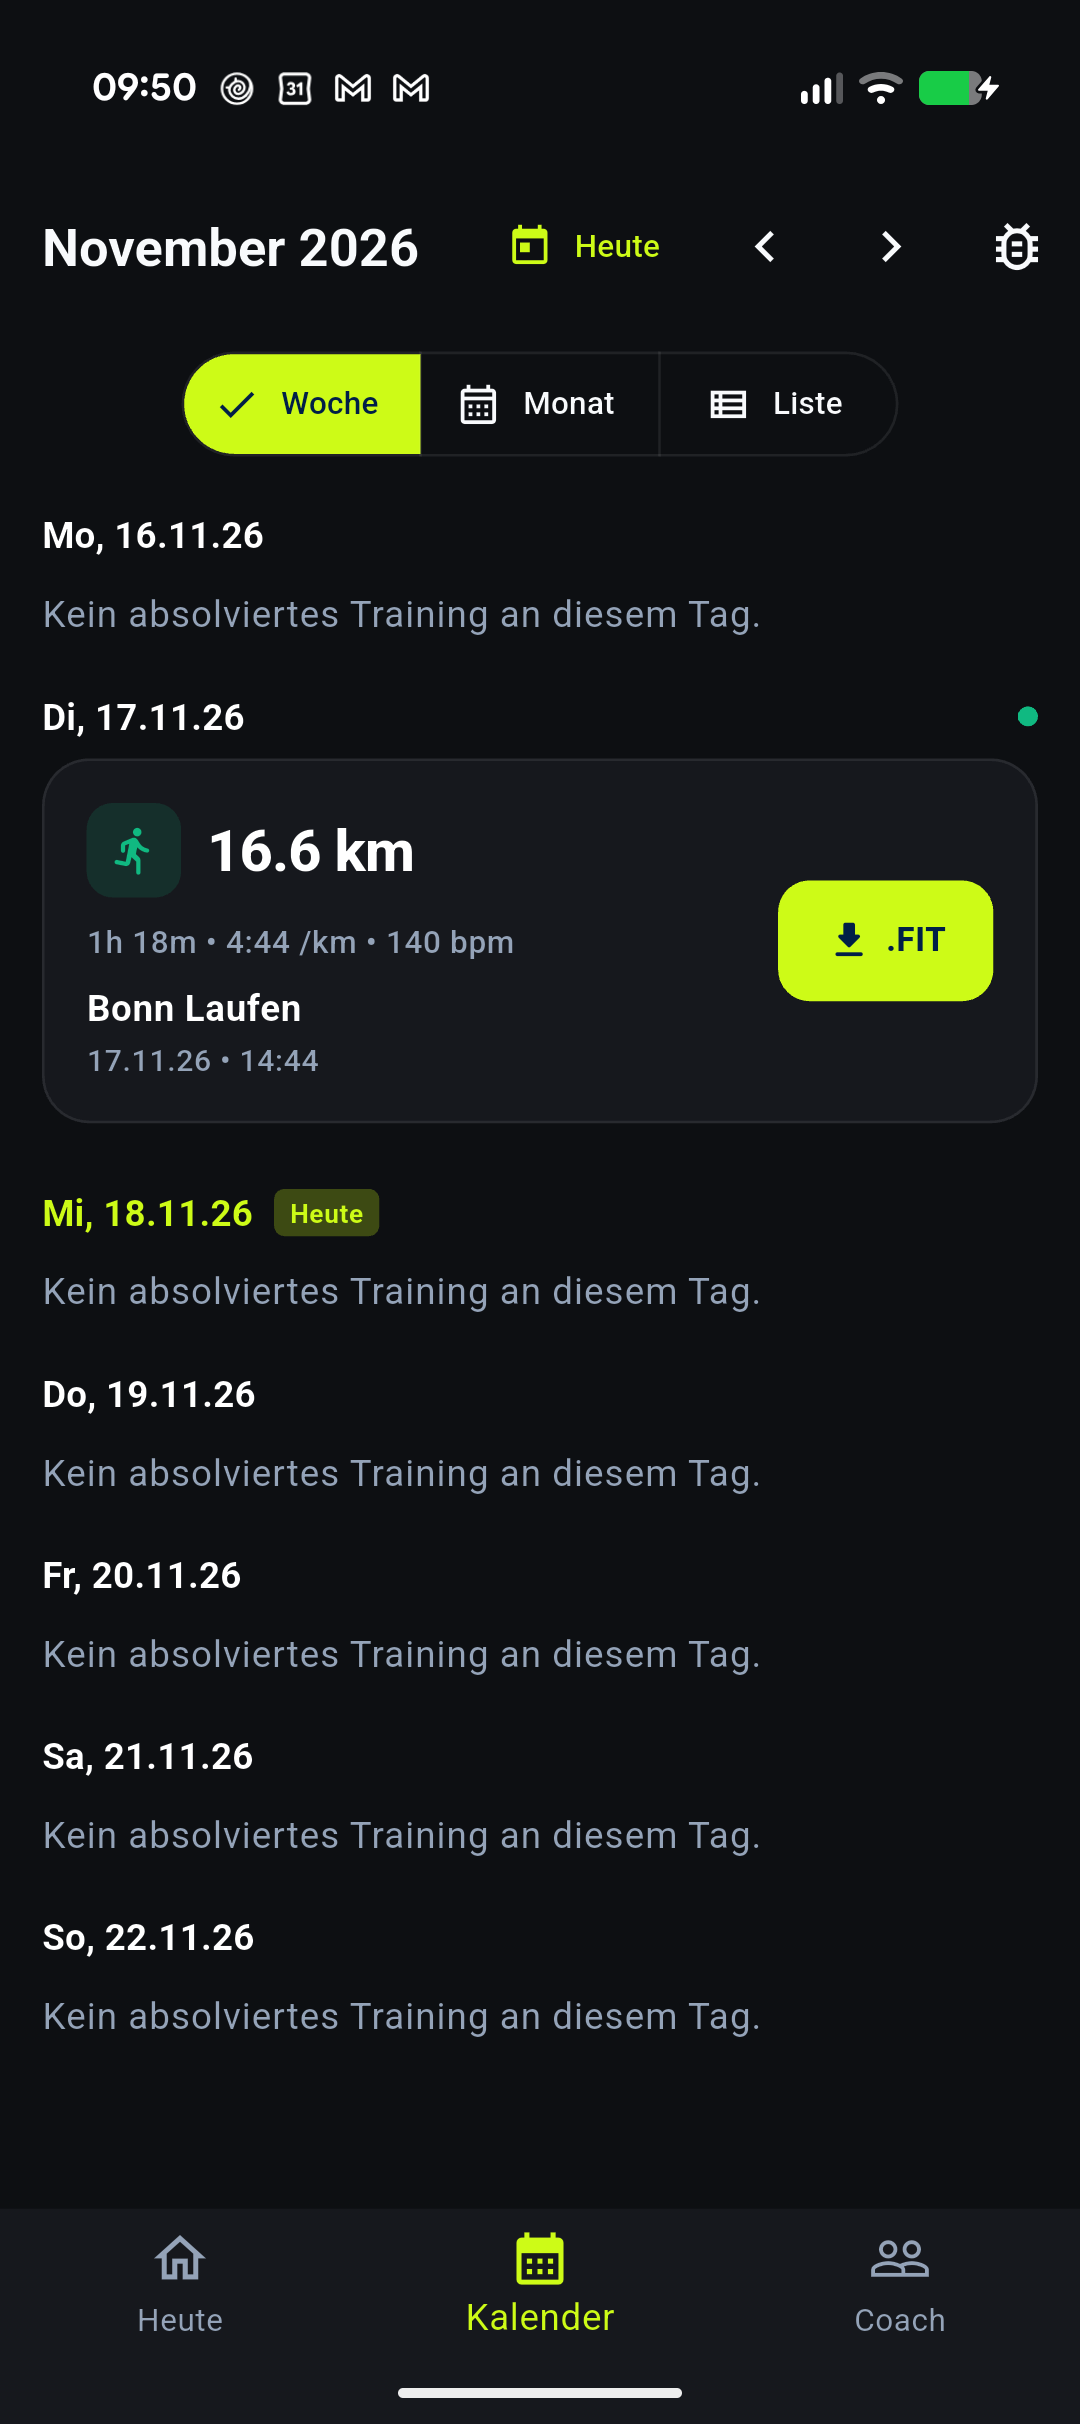 09:50 31
November 2026 Heute
Woche Monat Liste
Mo, 16.11.26
Kein absolviertes Training an diesem Tag.
Di, 17.11.26
16.6 km
1h 18m • 4:44 /km • 140 bpm
.FIT
Bonn Laufen
17.11.26 • 14:44
Mi, 18.11.26 Heute
Kein absolviertes Training an diesem Tag.
Do, 19.11.26
Kein absolviertes Training an diesem Tag.
Fr, 20.11.26
Kein absolviertes Training an diesem Tag.
Sa, 21.11.26
Kein absolviertes Training an diesem Tag.
So, 22.11.26
Kein absolviertes Training an diesem Tag.
Heute Kalender Coach